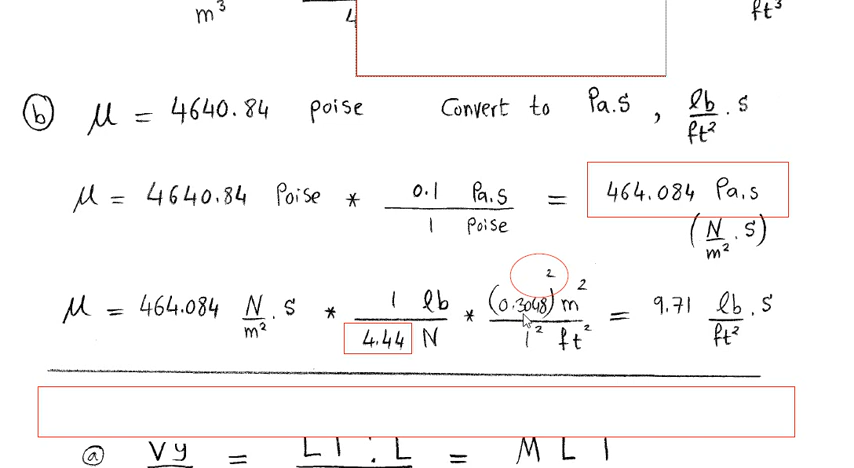 m³ 4 ft³
(b) μ = 4640.84 poise Convert to Pa.s , lb/ft² . s
μ = 4640.84 Poise * 0.1 Pa.s / 1 Poise = 464.084 Pa.s
(N/m² . s)
μ = 464.084 N/m² . s * 1 lb / 4.44 N * (0.3048)² m² / 1² ft² = 9.71 lb/ft² . s
(a) Vy = L = M L